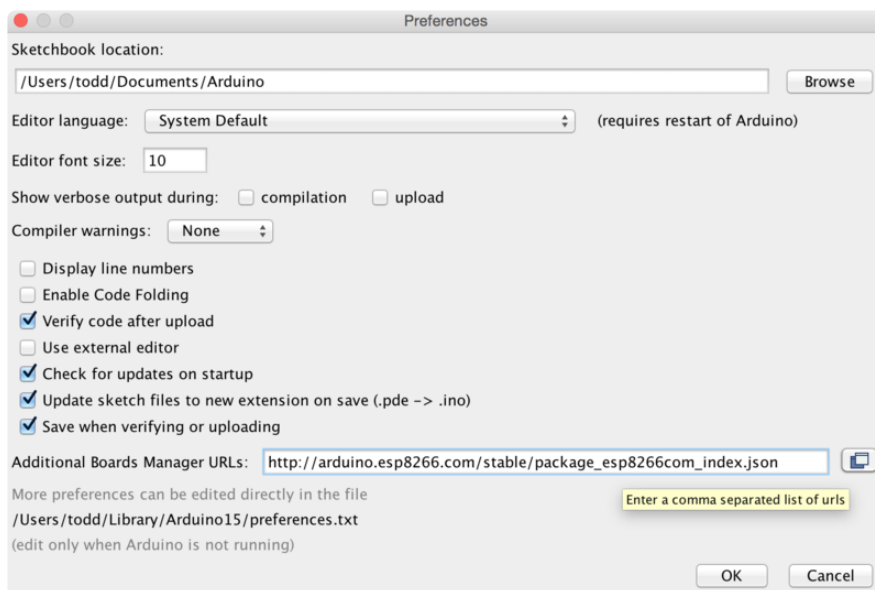 Preferences
Sketchbook location:
/Users/todd/Documents/Arduino Browse
Editor language: System Default (requires restart of Arduino)
Editor font size: 10
Show verbose output during: compilation upload
Compiler warnings: None
Display line numbers
Enable Code Folding
Verify code after upload
Use external editor
Check for updates on startup
Update sketch files to new extension on save (.pde -> .ino)
Save when verifying or uploading
Additional Boards Manager URLs: http://arduino.esp8266.com/stable/package_esp8266com_index.json
More preferences can be edited directly in the file
Enter a comma separated list of urls
/Users/todd/Library/Arduino15/preferences.txt
(edit only when Arduino is not running)
OK Cancel